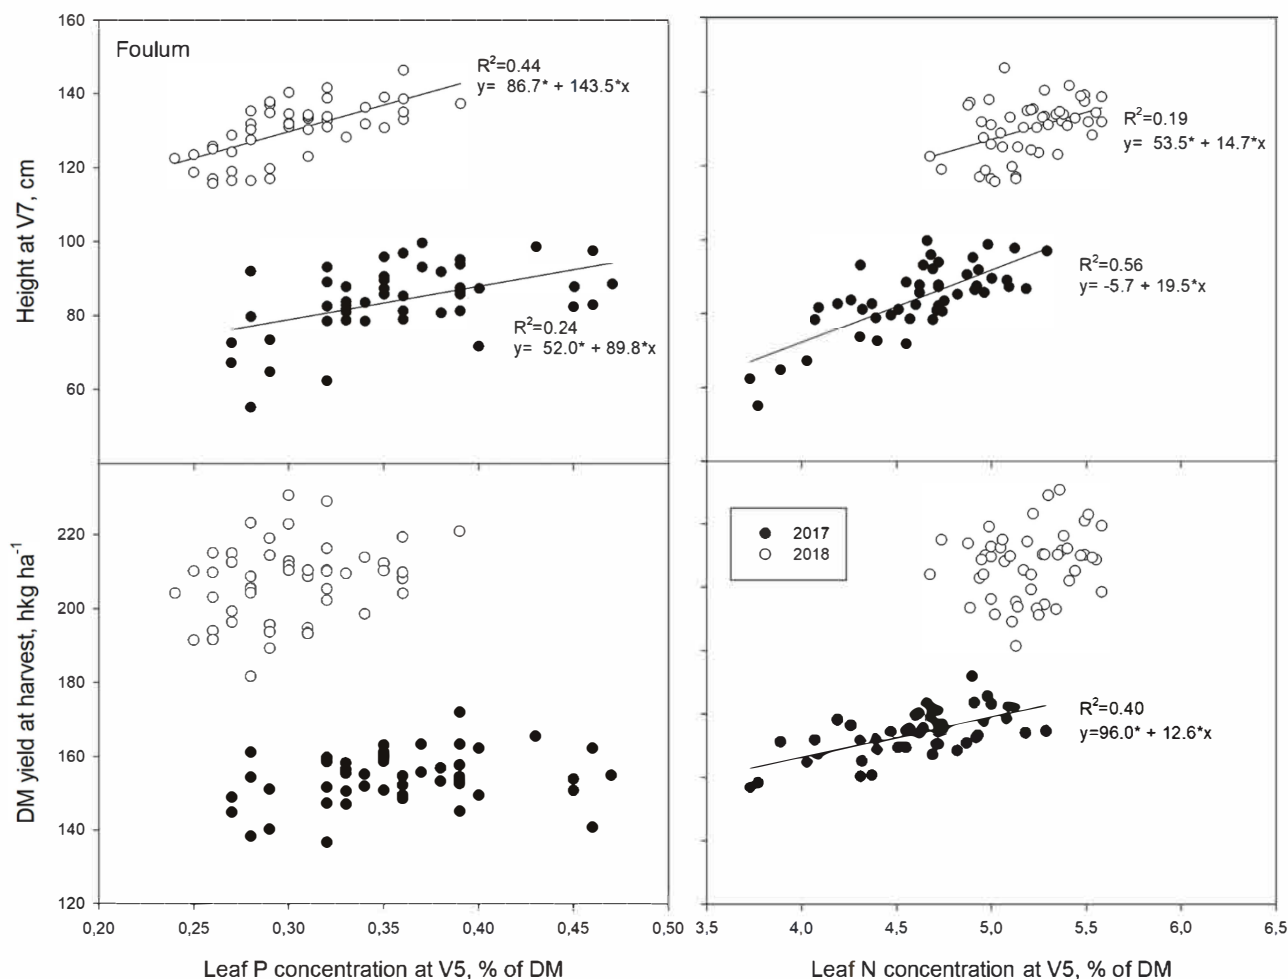 160
140
120
100
80
60
Height at V7, cm
Foulum
R²=0.44
y= 86.7* + 143.5*x
R²=0.24
y= 52.0* + 89.8*x
R²=0.19
y= 53.5* + 14.7*x
R²=0.56
y= -5.7 + 19.5*x
220
200
180
160
140
120
DM yield at harvest, hkg ha⁻¹
2017
2018
R²=0.40
y=96.0* + 12.6*x
0,20 0,30 0,35 0,40 0,45 0,50
3,5 4,0 4,5 5,0 5,5 6,0 6,5
Leaf P concentration at V5, % of DM
Leaf N concentration at V5, % of DM